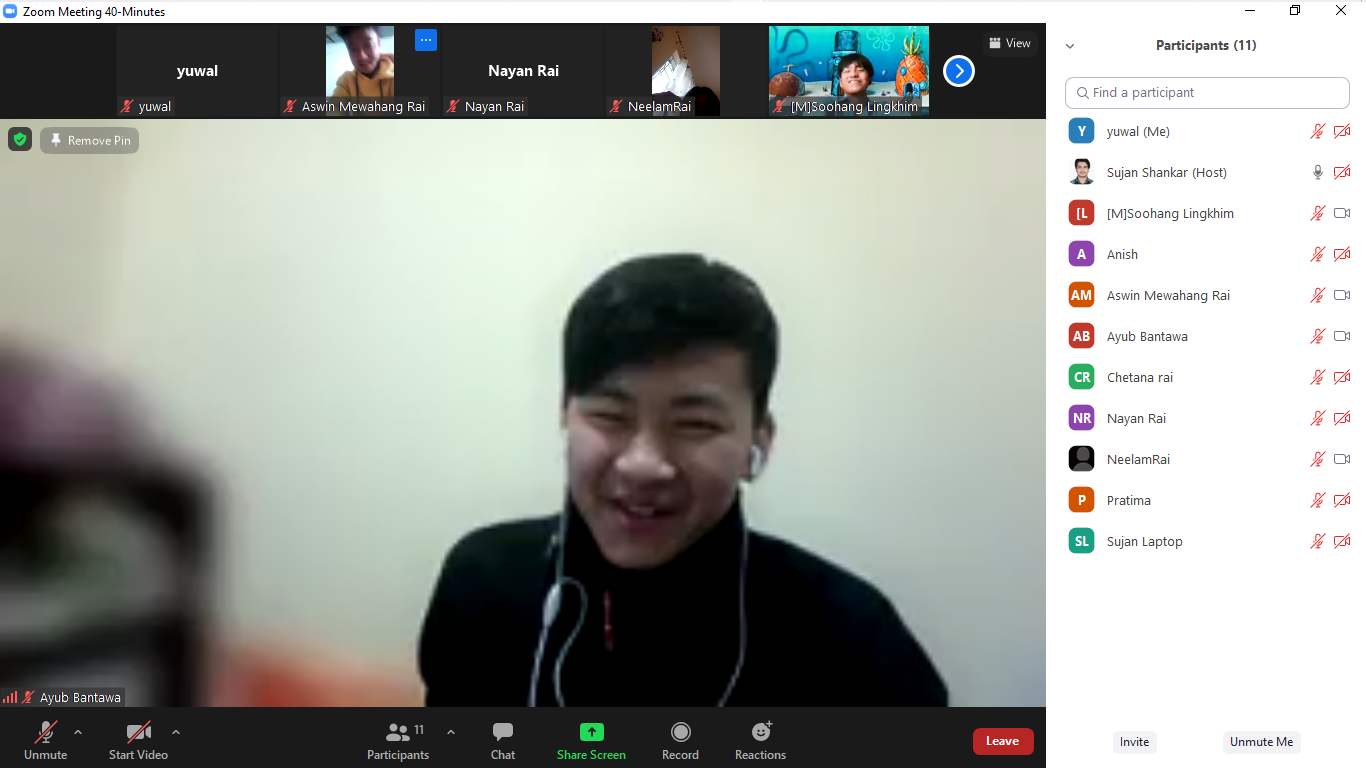 Zoom Meeting 40-Minutes
yuwal
Nayan Rai
yuwal
Aswin Mewahang Rai
Nayan Rai
NeelamRai
[M]Soohang Lingkhim
View
Remove Pin
Ayub Bantawa
Unmute
Start Video
11
Participants
Chat
Share Screen
Record
Reactions
Leave
Participants (11)
Find a participant
Y yuwal (Me)
Sujan Shankar (Host)
[L [M]Soohang Lingkhim
A Anish
AM Aswin Mewahang Rai
AB Ayub Bantawa
CR Chetana rai
NR Nayan Rai
NeelamRai
P Pratima
SL Sujan Laptop
Invite
Unmute Me